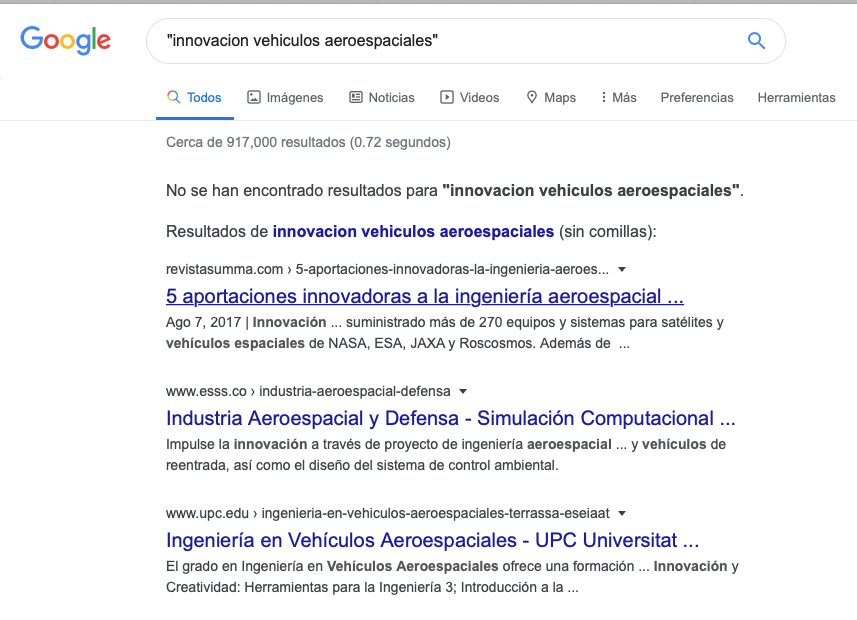 Google
"innovacion vehiculos aeroespaciales"
Todos Imágenes Noticias Videos Maps Más Preferencias Herramientas
Cerca de 917,000 resultados (0.72 segundos)
No se han encontrado resultados para "innovacion vehiculos aeroespaciales".
Resultados de innovacion vehiculos aeroespaciales (sin comillas):
revistasumma.com › 5-aportaciones-innovadoras-la-ingenieria-aeroes...
5 aportaciones innovadoras a la ingeniería aeroespacial ...
Ago 7, 2017 | Innovación ... suministrado más de 270 equipos y sistemas para satélites y
vehículos espaciales de NASA, ESA, JAXA y Roscosmos. Además de ...
www.esss.co › industria-aeroespacial-defensa
Industria Aeroespacial y Defensa - Simulación Computacional ...
Impulse la innovación a través de proyecto de ingeniería aeroespacial ... y vehículos de
reentrada, así como el diseño del sistema de control ambiental.
www.upc.edu › ingenieria-en-vehiculos-aeroespaciales-terrassa-eseiaat
Ingeniería en Vehículos Aeroespaciales - UPC Universitat ...
El grado en Ingeniería en Vehículos Aeroespaciales ofrece una formación ... Innovación y
Creatividad: Herramientas para la Ingeniería 3; Introducción a la ...